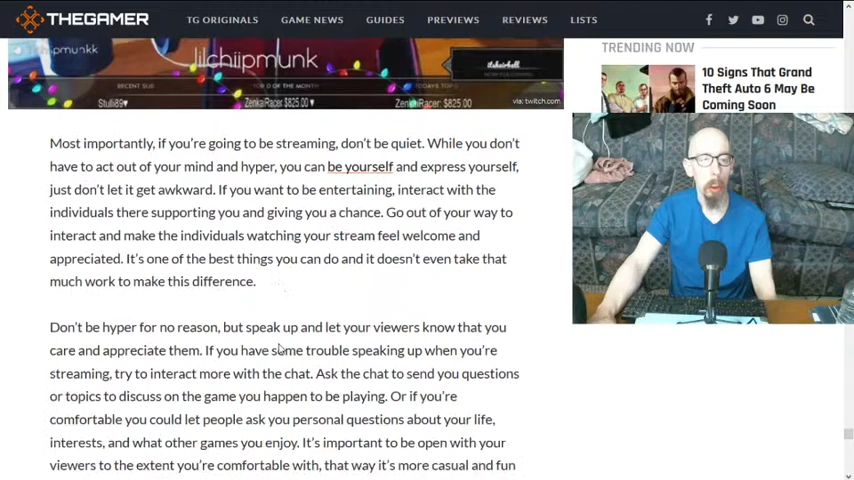 THEGAMER
TG ORIGINALS
GAME NEWS
GUIDES
PREVIEWS
REVIEWS
LISTS
lilchiipmunk
RECENT SUB
Stulli89
ZenkaiRacer $825.00
via: twitch.com
TRENDING NOW
10 Signs That Grand
Theft Auto 6 May Be
Coming Soon
Most importantly, if you're going to be streaming, don't be quiet. While you don't
have to act out of your mind and hyper, you can be yourself and express yourself,
just don't let it get awkward. If you want to be entertaining, interact with the
individuals there supporting you and giving you a chance. Go out of your way to
interact and make the individuals watching your stream feel welcome and
appreciated. It's one of the best things you can do and it doesn't even take that
much work to make this difference.
Don't be hyper for no reason, but speak up and let your viewers know that you
care and appreciate them. If you have some trouble speaking up when you're
streaming, try to interact more with the chat. Ask the chat to send you questions
or topics to discuss on the game you happen to be playing. Or if you're
comfortable you could let people ask you personal questions about your life,
interests, and what other games you enjoy. It's important to be open with your
viewers to the extent you're comfortable with, that way it's more casual and fun